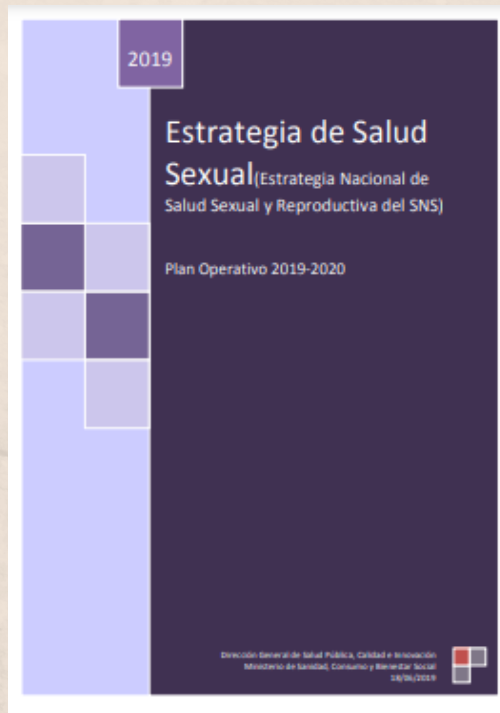 2019
Estrategia de Salud
Sexual(Estrategia Nacional de
Salud Sexual y Reproductiva del SNS)
Plan Operativo 2019-2020
Dirección General de Salud Pública, Calidad e Innovación
Ministerio de Sanidad, Consumo y Bienestar Social
18/06/2019